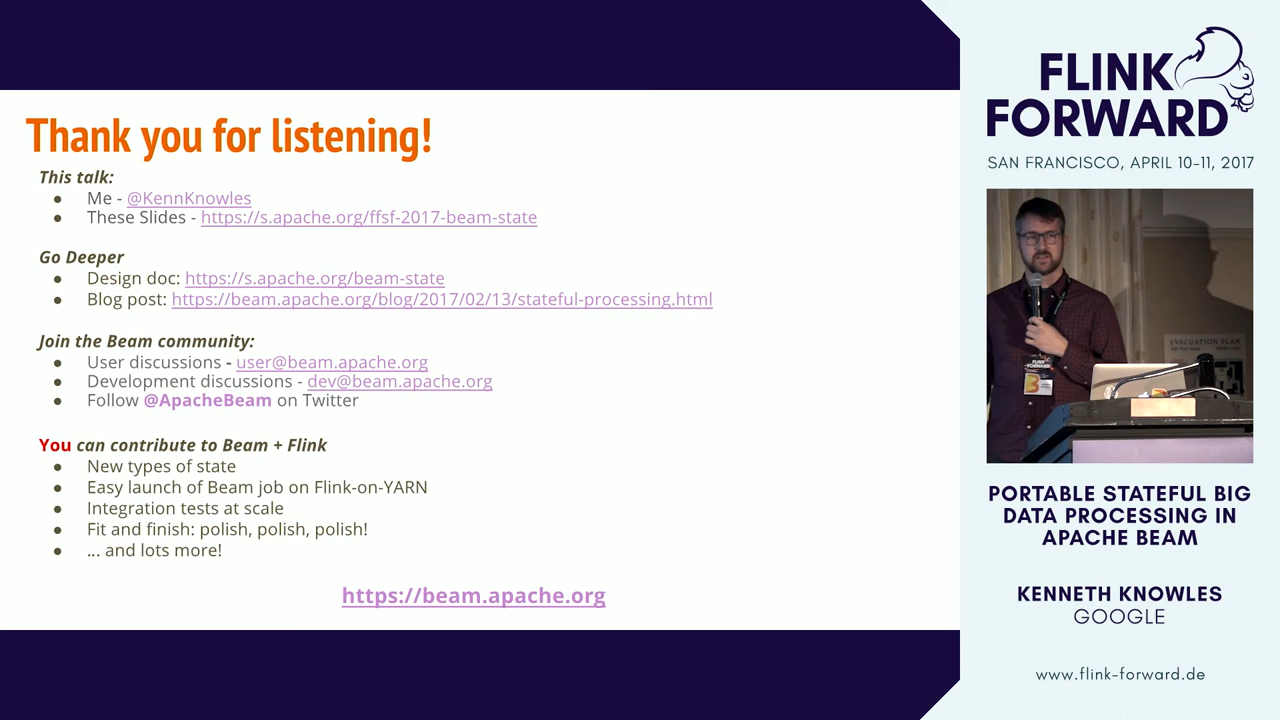 Thank you for listening!
This talk:
● Me - @KennKnowles
● These Slides - https://s.apache.org/ffsf-2017-beam-state
Go Deeper
● Design doc: https://s.apache.org/beam-state
● Blog post: https://beam.apache.org/blog/2017/02/13/stateful-processing.html
Join the Beam community:
● User discussions - user@beam.apache.org
● Development discussions - dev@beam.apache.org
● Follow @ApacheBeam on Twitter
You can contribute to Beam + Flink
● New types of state
● Easy launch of Beam job on Flink-on-YARN
● Integration tests at scale
● Fit and finish: polish, polish, polish!
● ... and lots more!
https://beam.apache.org
FLINK
FORWARD
SAN FRANCISCO, APRIL 10-11, 2017
EVACUATION PLAN
FLINK
FORWARD
PORTABLE STATEFUL BIG
DATA PROCESSING IN
APACHE BEAM
KENNETH KNOWLES
GOOGLE
www.flink-forward.de